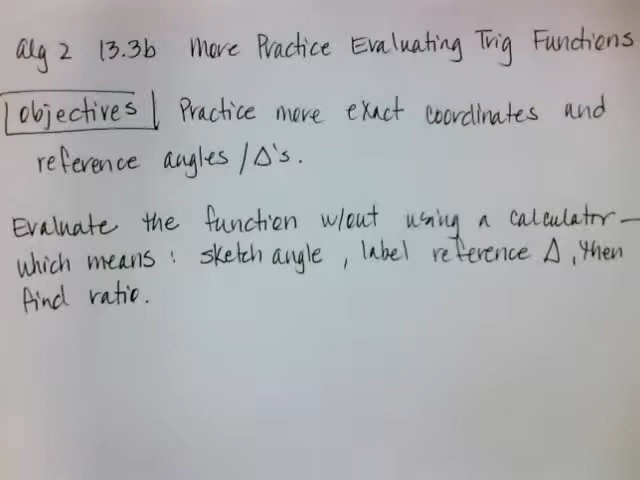 alg 2 13.3b More Practice Evaluating Trig Functions
Objectives Practice more exact coordinates and
reference angles/Δ's.
Evaluate the function w/out using a calculator—
which means: sketch angle, label reference Δ, then
find ratio.